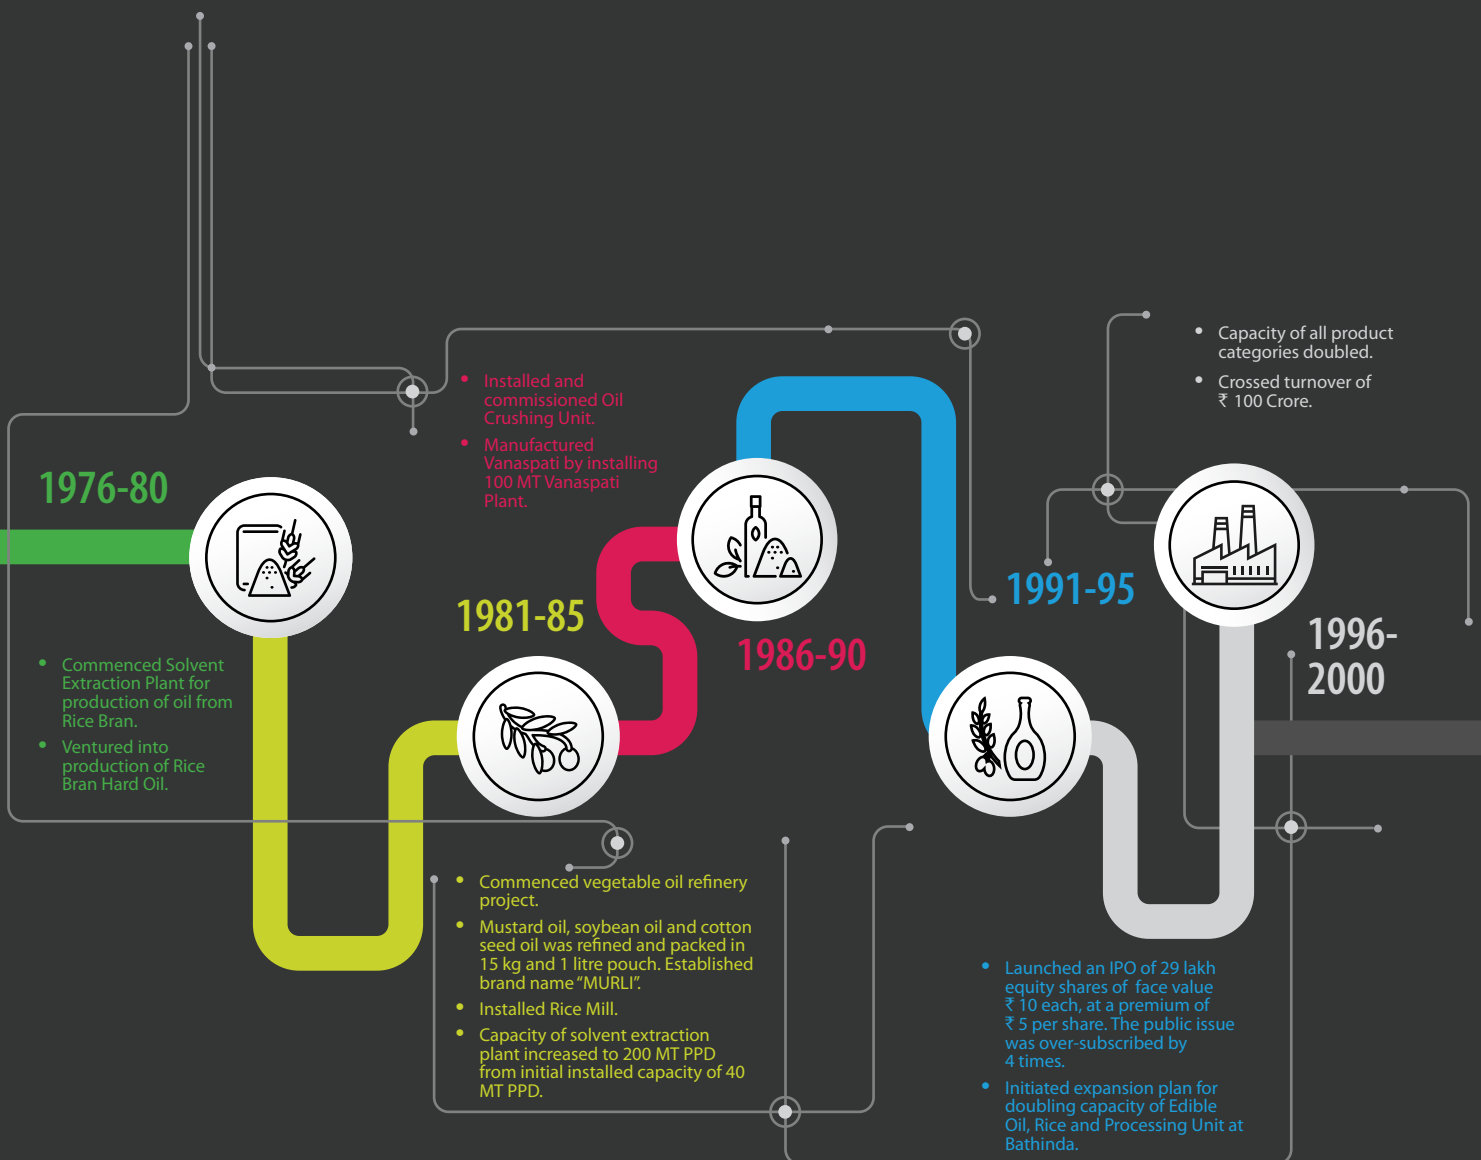 1976-80
• Commenced Solvent
Extraction Plant for
production of oil from
Rice Bran.
• Ventured into
production of Rice
Bran Hard Oil.
1981-85
• Commenced vegetable oil refinery
project.
• Mustard oil, soybean oil and cotton
seed oil was refined and packed in
15 kg and 1 litre pouch. Established
brand name “MURLI”.
• Installed Rice Mill.
• Capacity of solvent extraction
plant increased to 200 MT PPD
from initial installed capacity of 40
MT PPD.
• Installed and
commissioned Oil
Crushing Unit.
• Manufactured
Vanaspati by installing
100 MT Vanaspati
Plant.
1986-90
1991-95
• Launched an IPO of 29 lakh
equity shares of face value
₹ 10 each, at a premium of
₹ 5 per share. The public issue
was over-subscribed by
4 times.
• Initiated expansion plan for
doubling capacity of Edible
Oil, Rice and Processing Unit at
Bathinda.
• Capacity of all product
categories doubled.
• Crossed turnover of
₹ 100 Crore.
1996-
2000